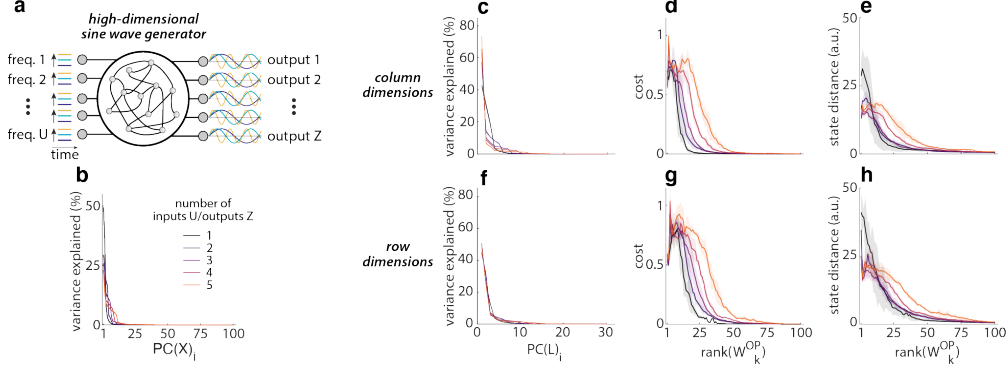 a
high-dimensional
sine wave generator
freq. 1
freq. 2
freq. U
time
output 1
output 2
output Z
b
variance explained (%)
50
25
0
1
25
50
75
100
PC(X)i
number of
inputs U/outputs Z
1
2
3
4
5
column
dimensions
row
dimensions
c
variance explained (%)
80
60
40
20
0
d
cost
1
0.5
0
e
state distance (a.u.)
50
25
0
f
variance explained (%)
80
60
40
20
0
0
10
20
30
PC(L)i
g
cost
1
0.5
0
1
25
50
75
100
rank(W^OP_k)
h
state distance (a.u.)
50
25
0
1
25
50
75
100
rank(W^OP_k)